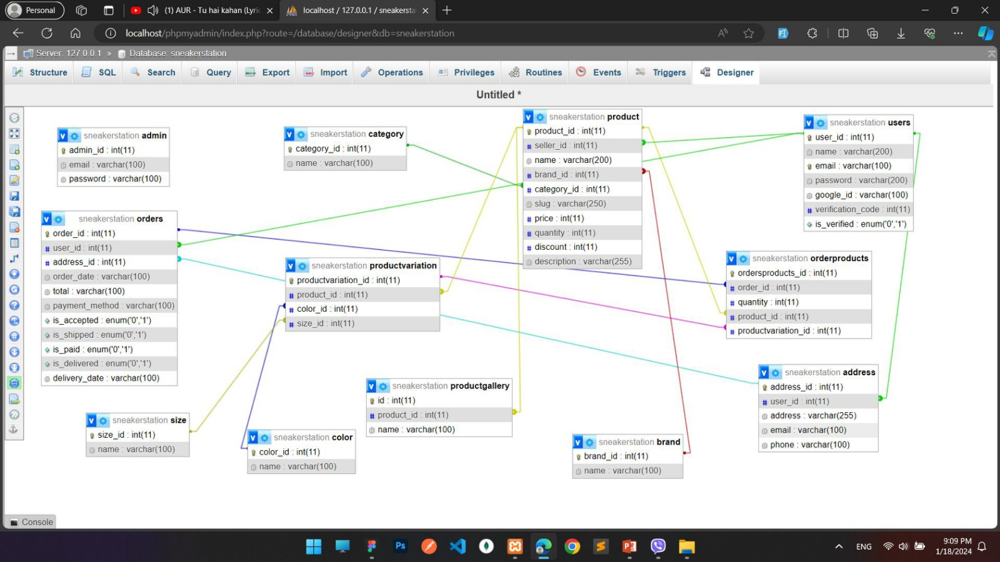 Personal
(1) AUR - Tu hai kahan (Lyric
localhost / 127.0.0.1 / sneakersta
localhost/phpmyadmin/index.php?route=/database/designer&db=sneakerstation
Server: 127.0.0.1 » Database: sneakerstation
Structure SQL Search Query Export Import Operations Privileges Routines Events Triggers Designer
Untitled *
v sneakerstation admin
admin_id : int(11)
email : varchar(100)
password : varchar(100)
v sneakerstation category
category_id : int(11)
name : varchar(100)
v sneakerstation product
product_id : int(11)
seller_id : int(11)
name : varchar(200)
brand_id : int(11)
category_id : int(11)
slug : varchar(250)
price : int(11)
quantity : int(11)
discount : int(11)
description : varchar(255)
v sneakerstation users
user_id : int(11)
name : varchar(200)
email : varchar(100)
password : varchar(200)
google_id : varchar(100)
verification_code : int(11)
is_verified : enum('0','1')
v sneakerstation orders
order_id : int(11)
user_id : int(11)
address_id : int(11)
order_date : varchar(100)
total : varchar(100)
payment_method : varchar(100)
is_accepted : enum('0','1')
is_shipped : enum('0','1')
is_paid : enum('0','1')
is_delivered : enum('0','1')
delivery_date : varchar(100)
v sneakerstation productvariation
productvariation_id : int(11)
product_id : int(11)
color_id : int(11)
size_id : int(11)
v sneakerstation orderproducts
ordersproducts_id : int(11)
order_id : int(11)
quantity : int(11)
product_id : int(11)
productvariation_id : int(11)
v sneakerstation address
address_id : int(11)
user_id : int(11)
address : varchar(255)
email : varchar(100)
phone : varchar(100)
v sneakerstation productgallery
id : int(11)
product_id : int(11)
name : varchar(100)
v sneakerstation size
size_id : int(11)
name : varchar(100)
v sneakerstation color
color_id : int(11)
name : varchar(100)
v sneakerstation brand
brand_id : int(11)
name : varchar(100)
Console
Ps
ENG
9:09 PM
1/18/2024